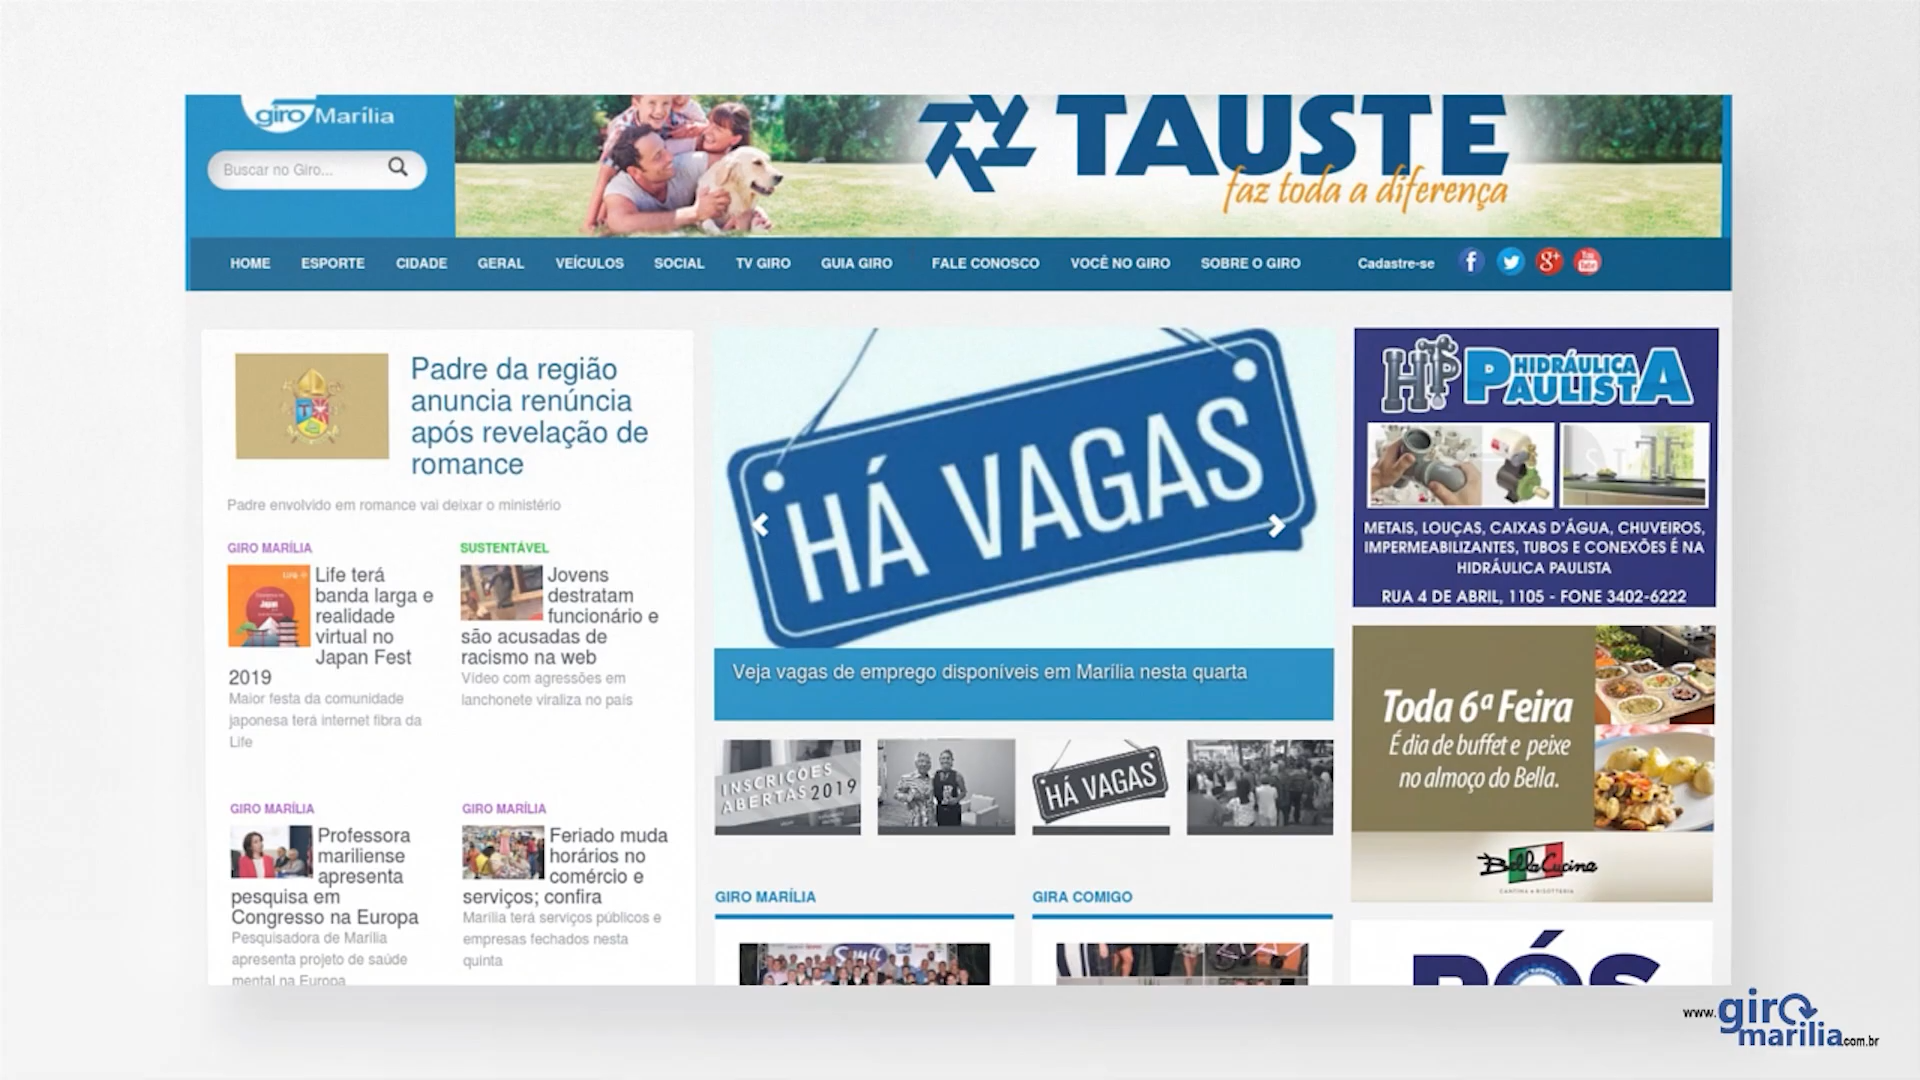 giro Marília
TAUSTE
faz toda a diferença
Buscar no Giro...
HOME ESPORTE CIDADE GERAL VEÍCULOS SOCIAL TV GIRO GUIA GIRO FALE CONOSCO VOCÊ NO GIRO SOBRE O GIRO Cadastre-se
Padre da região
anuncia renúncia
após revelação de
romance
Padre envolvido em romance vai deixar o ministério
GIRO MARÍLIA
Life terá
banda larga e
realidade
virtual no
Japan Fest
2019
Maior festa da comunidade
japonesa terá internet fibra da
Life
SUSTENTÁVEL
Jovens
destratam
funcionário e
são acusadas de
racismo na web
Vídeo com agressões em
lanchonete viraliza no país
GIRO MARÍLIA
Professora
mariliense
apresenta
pesquisa em
Congresso na Europa
Pesquisadora de Marilia
apresenta projeto de saúde
mental na Europa
GIRO MARÍLIA
Feriado muda
horários no
comércio e
serviços; confira
Marília terá serviços públicos e
empresas fechados nesta
quinta
HÁ VAGAS
Veja vagas de emprego disponíveis em Marília nesta quarta
INSCRIÇÕES
ABERTAS 2019
HÁ VAGAS
GIRO MARÍLIA
GIRA COMIGO
HP HIDRÁULICA
PAULISTA
METAIS, LOUÇAS, CAIXAS D'ÁGUA, CHUVEIROS,
IMPERMEABILIZANTES, TUBOS E CONEXÕES É NA
HIDRÁULICA PAULISTA
RUA 4 DE ABRIL, 1105 - FONE 3402-6222
Toda 6ª Feira
É dia de buffet e peixe
no almoço do Bella.
Bella Cucina
CANTINA e RISOTTERIA
PÓS
www.giro
marilia.com.br